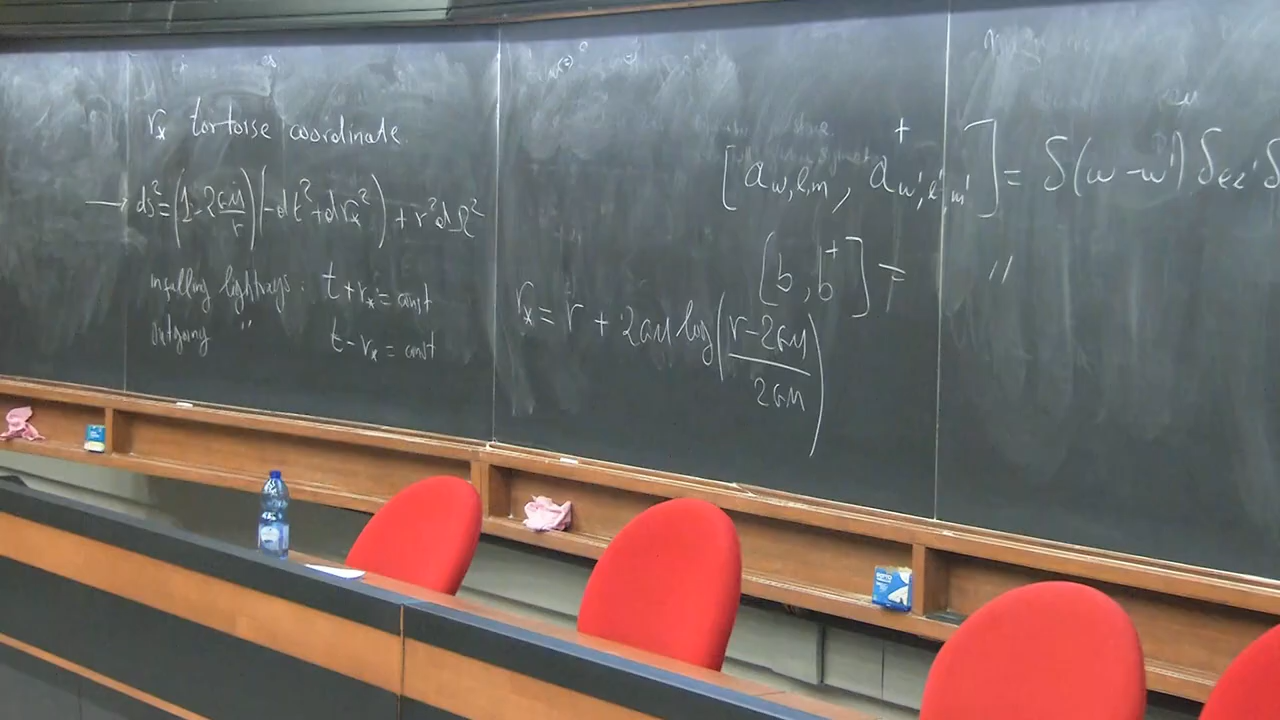 r* tortoise coordinate.
→ ds² = (1 - 2GM/r)(-dt² + dr*²) + r²dΩ²
infalling lightrays: t + r* = const
outgoing " t - r* = const
[a_{ω,l,m}, a†_{ω',l',m'}] = δ(ω - ω') δ_{ll'} δ
[b, b†] = "
r* = r + 2GM log((r - 2GM)/2GM)